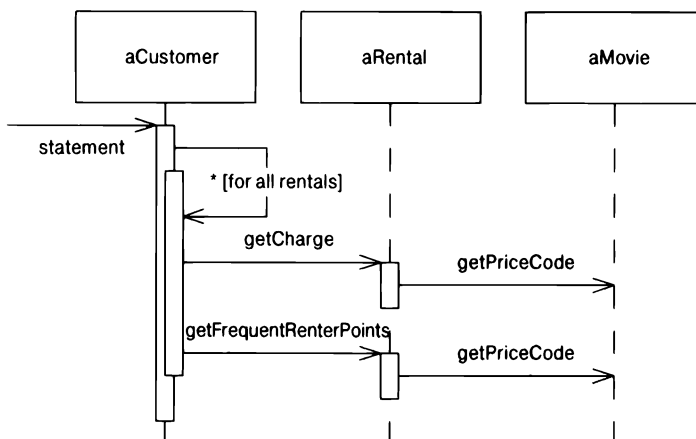 aCustomer
aRental
aMovie
statement
* [for all rentals]
getCharge
getPriceCode
getFrequentRenterPoints
getPriceCode